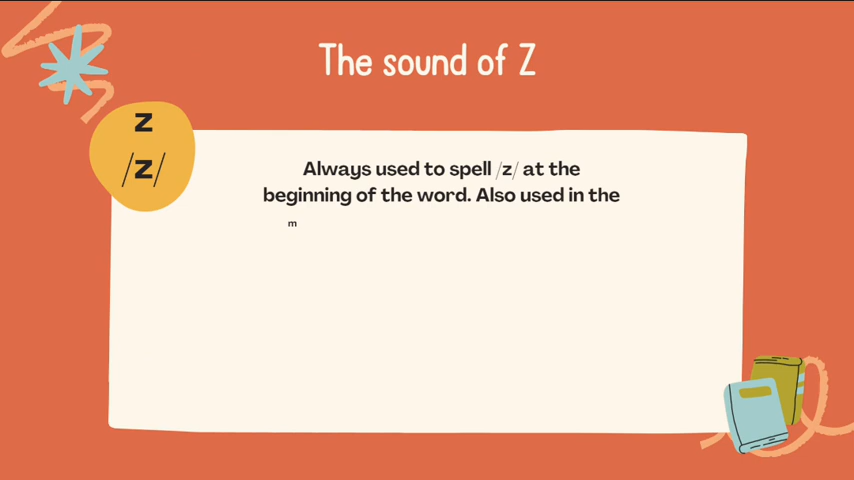 The sound of Z
z
/z/
Always used to spell /z/ at the
beginning of the word. Also used in the
m